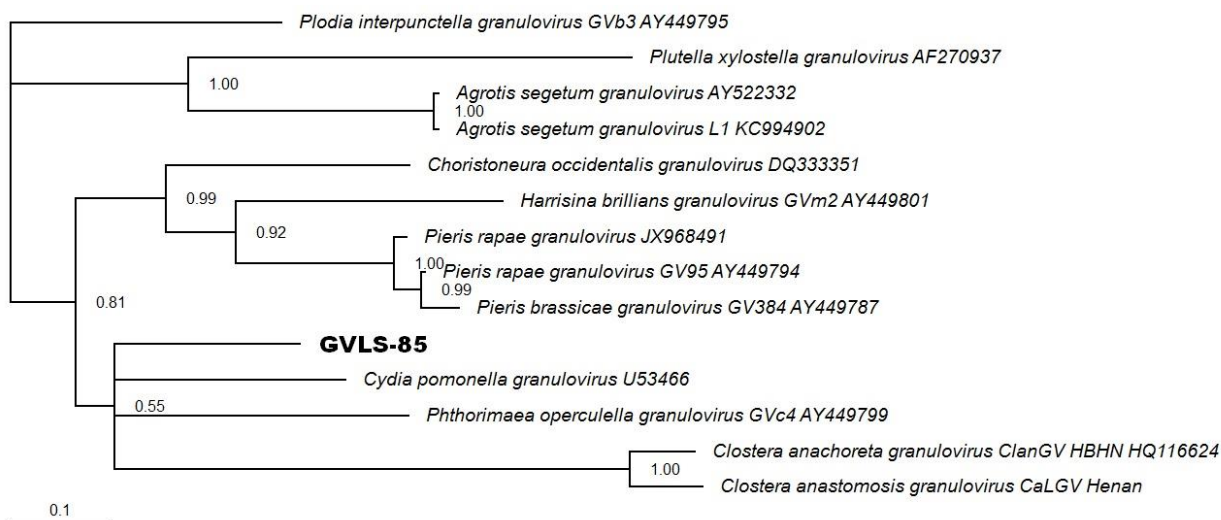 Plodia interpunctella granulovirus GVb3 AY449795
Plutella xylostella granulovirus AF270937
1.00
Agrotis segetum granulovirus AY522332
1.00
Agrotis segetum granulovirus L1 KC994902
Choristoneura occidentalis granulovirus DQ333351
0.99
Harrisina brillians granulovirus GVm2 AY449801
0.92
Pieris rapae granulovirus JX968491
1.00
Pieris rapae granulovirus GV95 AY449794
0.99
Pieris brassicae granulovirus GV384 AY449787
0.81
GVLS-85
Cydia pomonella granulovirus U53466
0.55
Phthorimaea operculella granulovirus GVc4 AY449799
Clostera anachoreta granulovirus ClanGV HBHN HQ116624
1.00
Clostera anastomosis granulovirus CaLGV Henan
0.1